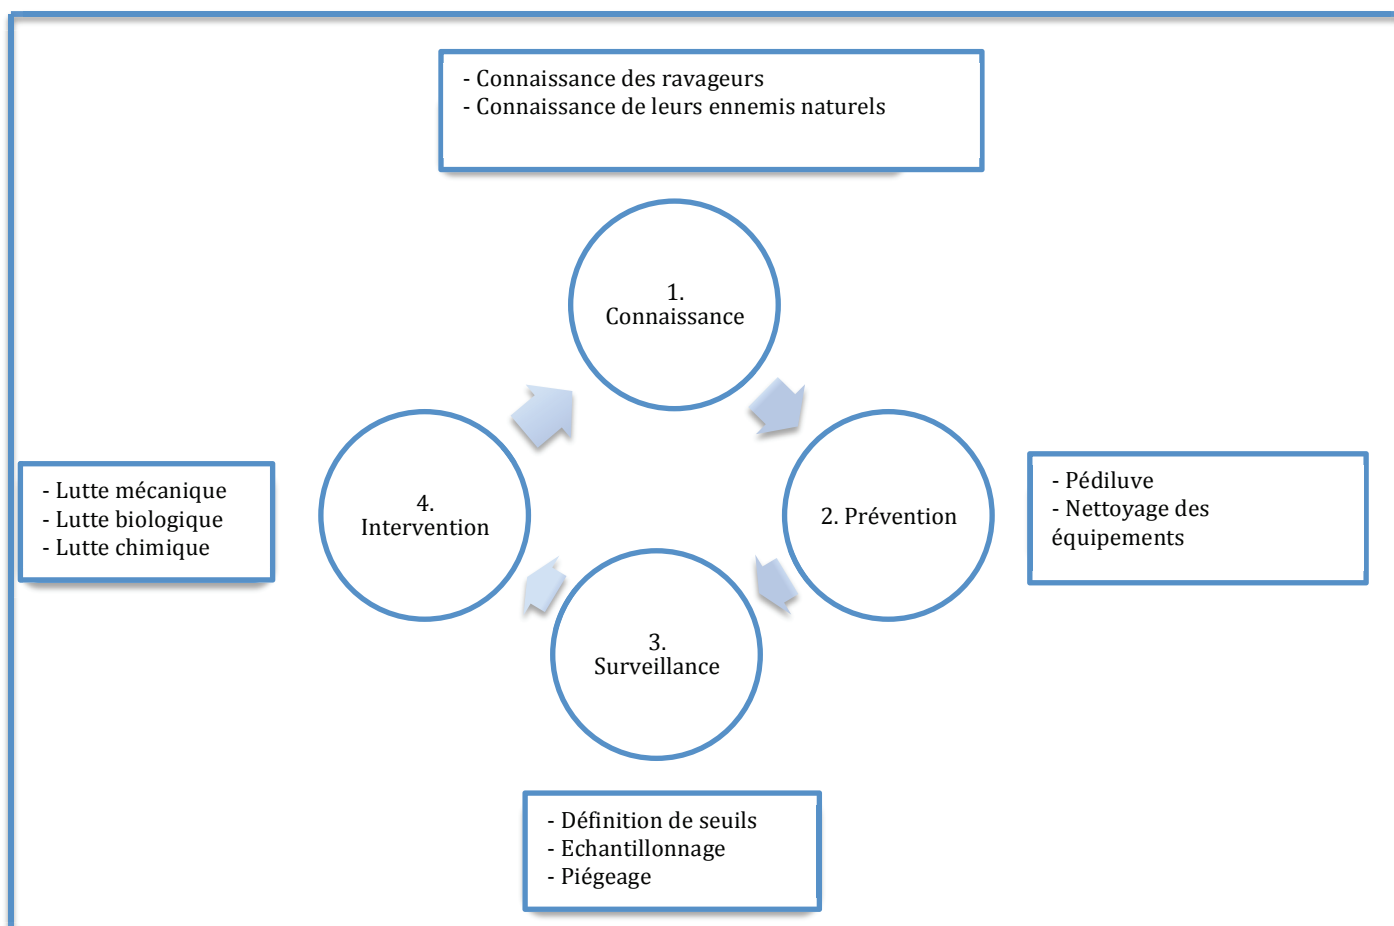 - Connaissance des ravageurs
- Connaissance de leurs ennemis naturels
1.
Connaissance
- Lutte mécanique
- Lutte biologique
- Lutte chimique
4.
Intervention
2. Prévention
- Pédiluve
- Nettoyage des
équipements
3.
Surveillance
- Définition de seuils
- Echantillonnage
- Piégeage